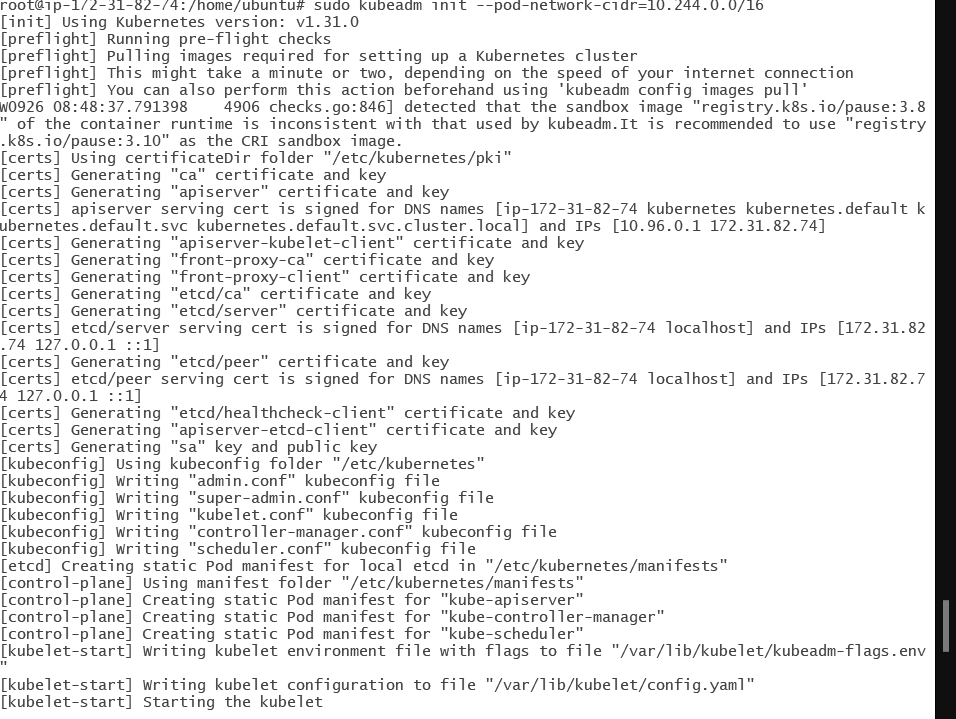 root@ip-172-31-82-74:/home/ubuntu# sudo kubeadm init --pod-network-cidr=10.244.0.0/16
[init] Using Kubernetes version: v1.31.0
[preflight] Running pre-flight checks
[preflight] Pulling images required for setting up a Kubernetes cluster
[preflight] This might take a minute or two, depending on the speed of your internet connection
[preflight] You can also perform this action beforehand using 'kubeadm config images pull'
W0926 08:48:37.791398    4906 checks.go:846] detected that the sandbox image "registry.k8s.io/pause:3.8
" of the container runtime is inconsistent with that used by kubeadm.It is recommended to use "registry
.k8s.io/pause:3.10" as the CRI sandbox image.
[certs] Using certificateDir folder "/etc/kubernetes/pki"
[certs] Generating "ca" certificate and key
[certs] Generating "apiserver" certificate and key
[certs] apiserver serving cert is signed for DNS names [ip-172-31-82-74 kubernetes kubernetes.default k
ubernetes.default.svc kubernetes.default.svc.cluster.local] and IPs [10.96.0.1 172.31.82.74]
[certs] Generating "apiserver-kubelet-client" certificate and key
[certs] Generating "front-proxy-ca" certificate and key
[certs] Generating "front-proxy-client" certificate and key
[certs] Generating "etcd/ca" certificate and key
[certs] Generating "etcd/server" certificate and key
[certs] etcd/server serving cert is signed for DNS names [ip-172-31-82-74 localhost] and IPs [172.31.82
.74 127.0.0.1 ::1]
[certs] Generating "etcd/peer" certificate and key
[certs] etcd/peer serving cert is signed for DNS names [ip-172-31-82-74 localhost] and IPs [172.31.82.7
4 127.0.0.1 ::1]
[certs] Generating "etcd/healthcheck-client" certificate and key
[certs] Generating "apiserver-etcd-client" certificate and key
[certs] Generating "sa" key and public key
[kubeconfig] Using kubeconfig folder "/etc/kubernetes"
[kubeconfig] Writing "admin.conf" kubeconfig file
[kubeconfig] Writing "super-admin.conf" kubeconfig file
[kubeconfig] Writing "kubelet.conf" kubeconfig file
[kubeconfig] Writing "controller-manager.conf" kubeconfig file
[kubeconfig] Writing "scheduler.conf" kubeconfig file
[etcd] Creating static Pod manifest for local etcd in "/etc/kubernetes/manifests"
[control-plane] Using manifest folder "/etc/kubernetes/manifests"
[control-plane] Creating static Pod manifest for "kube-apiserver"
[control-plane] Creating static Pod manifest for "kube-controller-manager"
[control-plane] Creating static Pod manifest for "kube-scheduler"
[kubelet-start] Writing kubelet environment file with flags to file "/var/lib/kubelet/kubeadm-flags.env
"
[kubelet-start] Writing kubelet configuration to file "/var/lib/kubelet/config.yaml"
[kubelet-start] Starting the kubelet